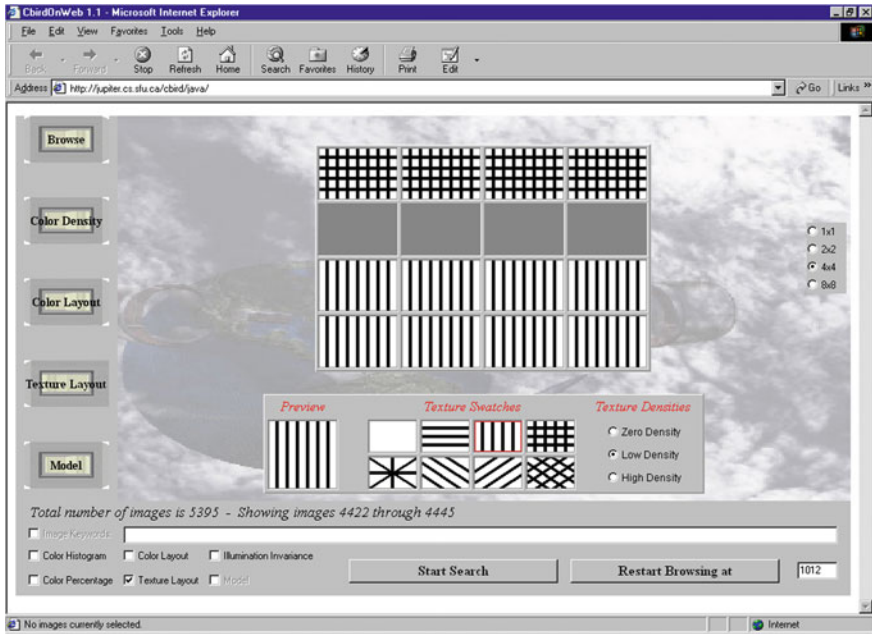 CbirdOnWeb 1.1 - Microsoft Internet Explorer
File Edit View Favorites Tools Help
Back Forward Stop Refresh Home Search Favorites History Print Edit
Address http://jupiter.cs.sfu.ca/cbird/java/ Go Links »
Browse
Color Density
1x1
2x2
4x4
8x8
Color Layout
Texture Layout
Preview Texture Swatches Texture Densities
Zero Density
Low Density
High Density
Model
Total number of images is 5395 - Showing images 4422 through 4445
Image Keywords:
Color Histogram Color Layout Illumination Invariance
Color Percentage Texture Layout Model
Start Search Restart Browsing at 1012
No images currently selected. Internet